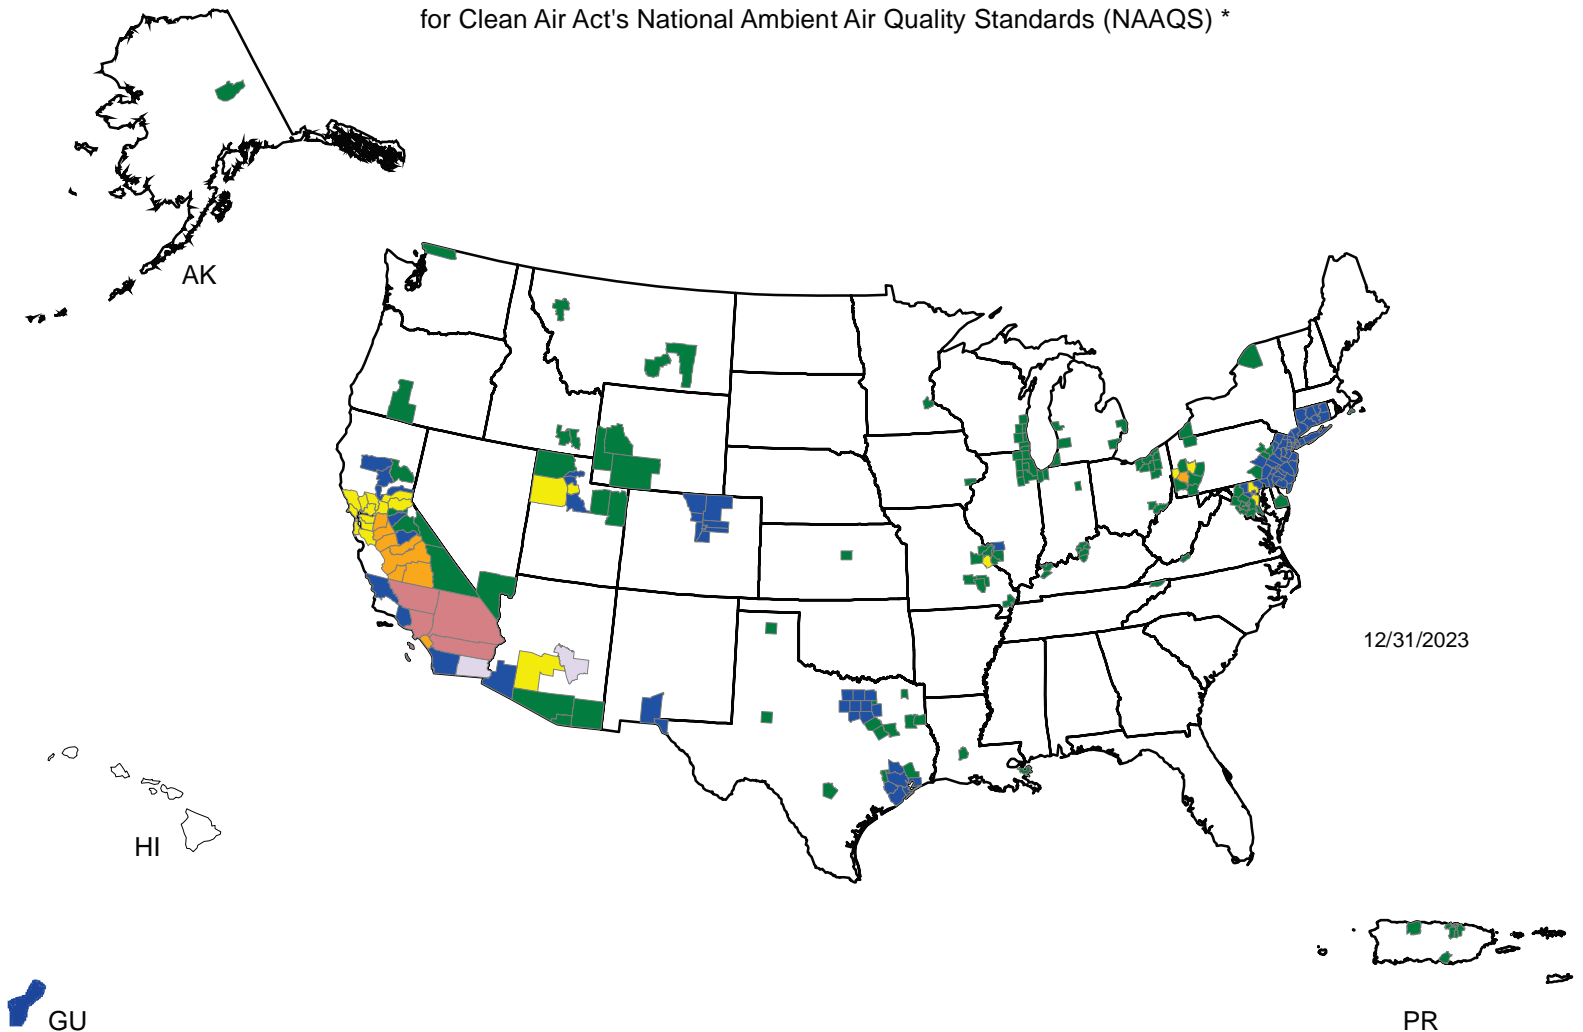 for Clean Air Act's National Ambient Air Quality Standards (NAAQS) *
AK
12/31/2023
HI
GU
PR